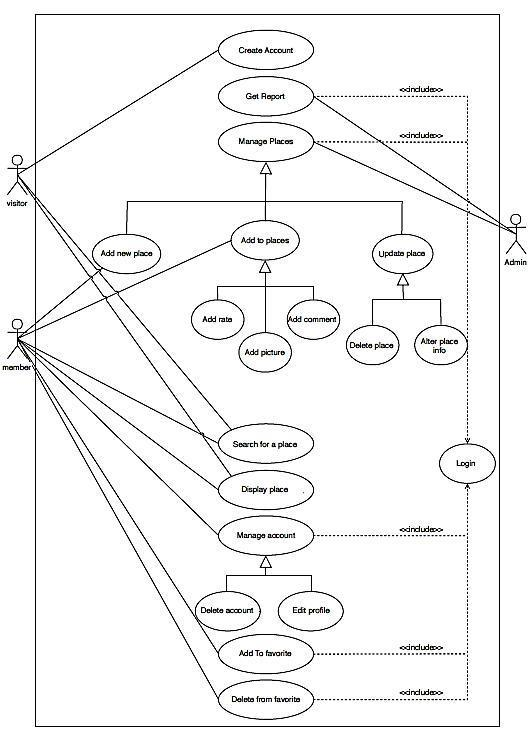 Create Account
Get Report
<<include>>
Manage Places
<<include>>
visitor
Admin
Add new place
Add to places
Update place
Add rate
Add comment
Add picture
Delete place
Alter place
info
member
Search for a place
Login
Display place
Manage account
<<include>>
Delete account
Edit profile
Add To favorite
<<include>>
Delete from favorite
<<include>>